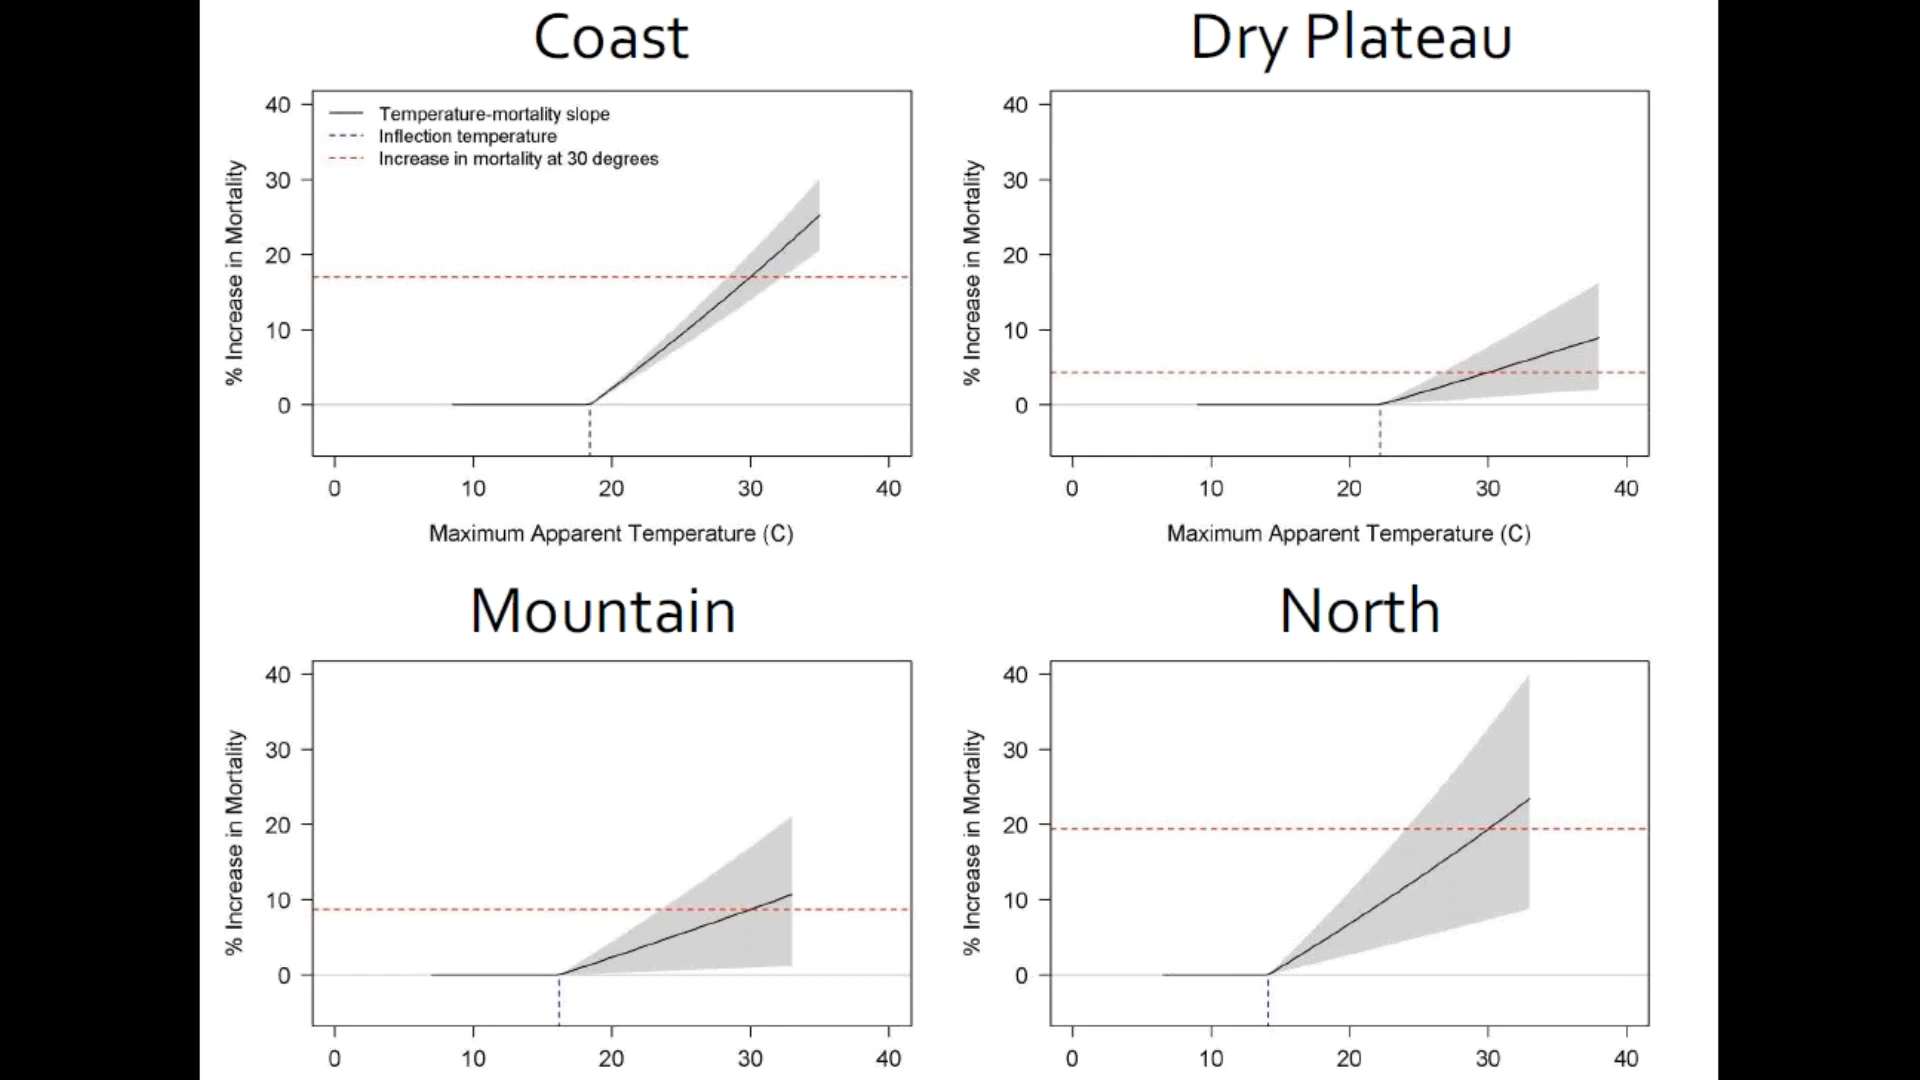 Coast
40
30
20
10
0
% Increase in Mortality
Temperature-mortality slope
Inflection temperature
Increase in mortality at 30 degrees
0 10 20 30 40
Maximum Apparent Temperature (C)
Dry Plateau
40
30
20
10
0
% Increase in Mortality
0 10 20 30 40
Maximum Apparent Temperature (C)
Mountain
40
30
20
10
0
% Increase in Mortality
0 10 20 30 40
North
40
30
20
10
0
% Increase in Mortality
0 10 20 30 40